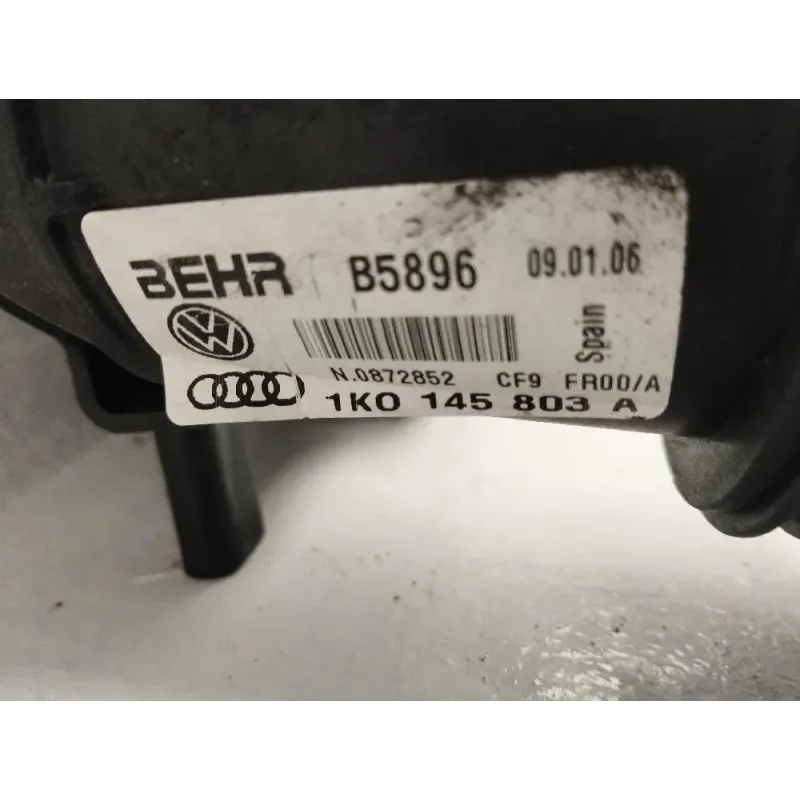 BEHR B5896 09.01.06
Spain
N.0872852 CF9 FR00/A
1K0 145 803 A